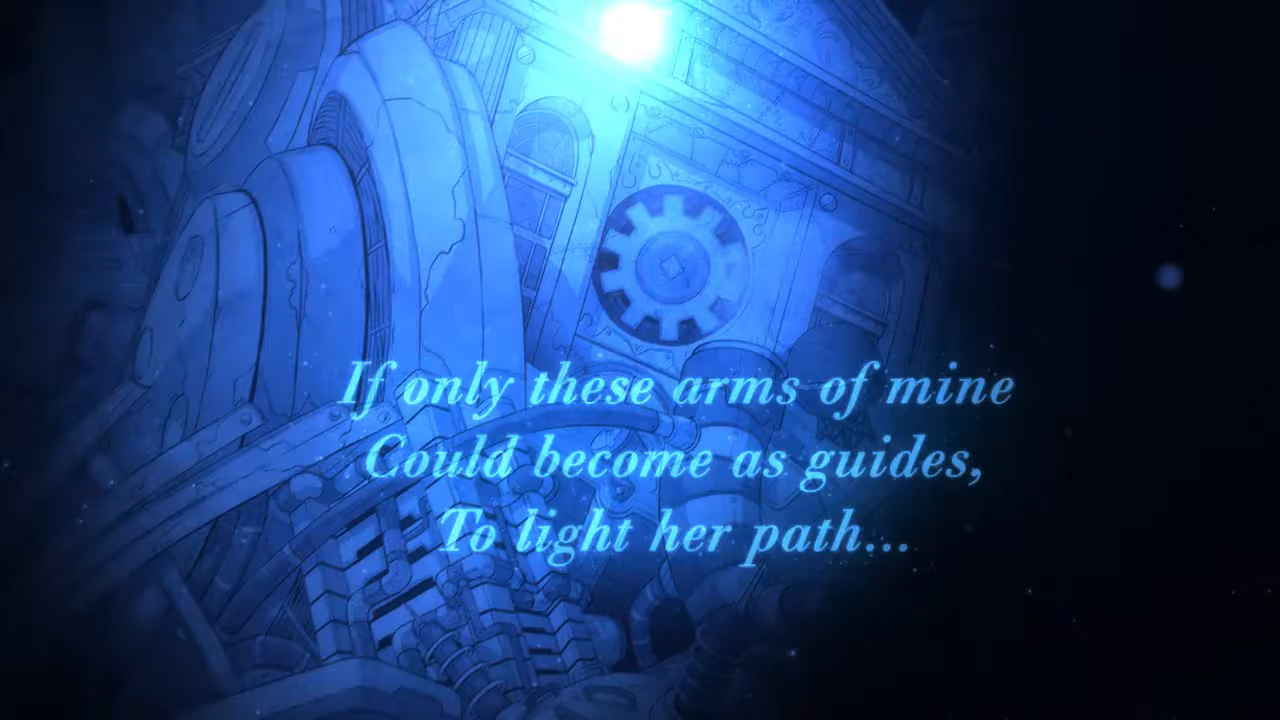 If only these arms of mine
Could become as guides,
To light her path...